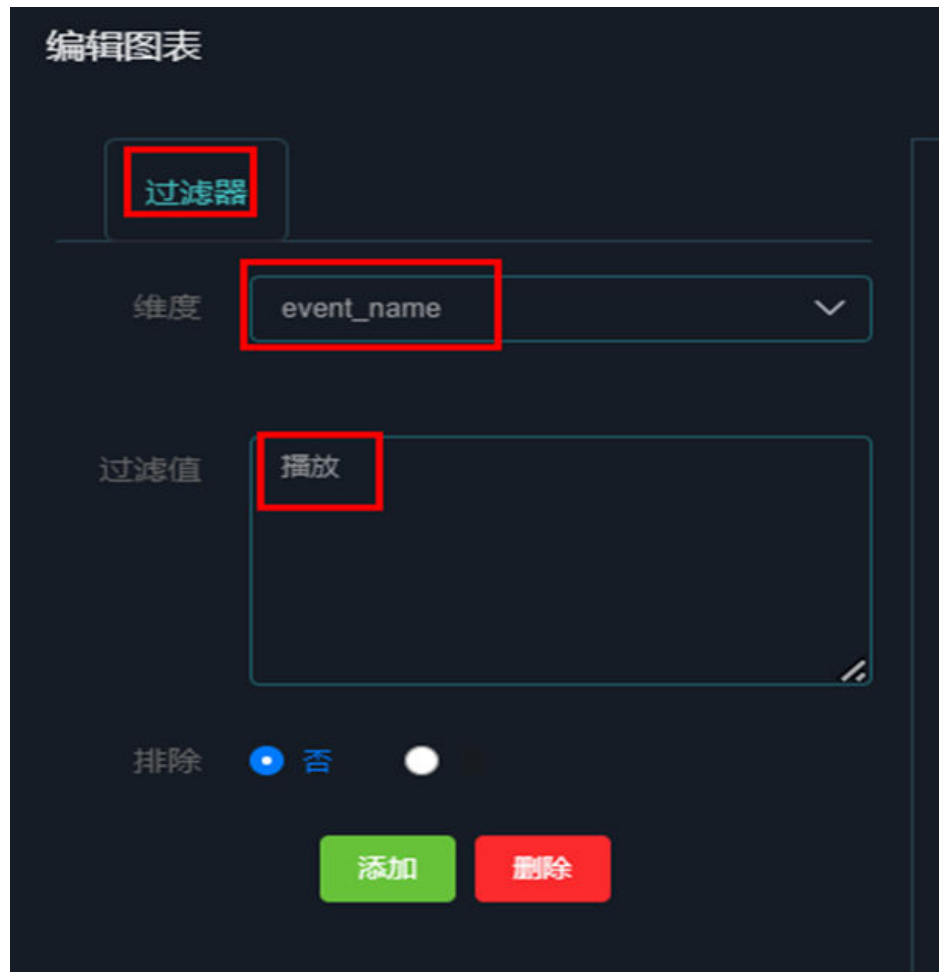 编辑图表
过滤器
维度 event_name
过滤值 播放
排除 否
添加 删除